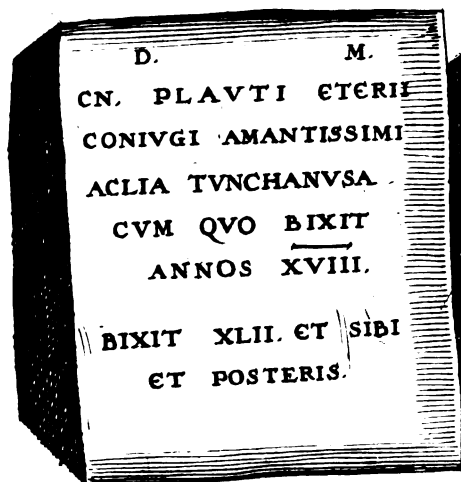 D. M.
CN. PLAVTI ETERII
CONIVGI AMANTISSIMI
ACLIA TVNCHANVSA
CVM QVO BIXIT
ANNOS XVIII.
BIXIT XLII. ET SIBI
ET POSTERIS.